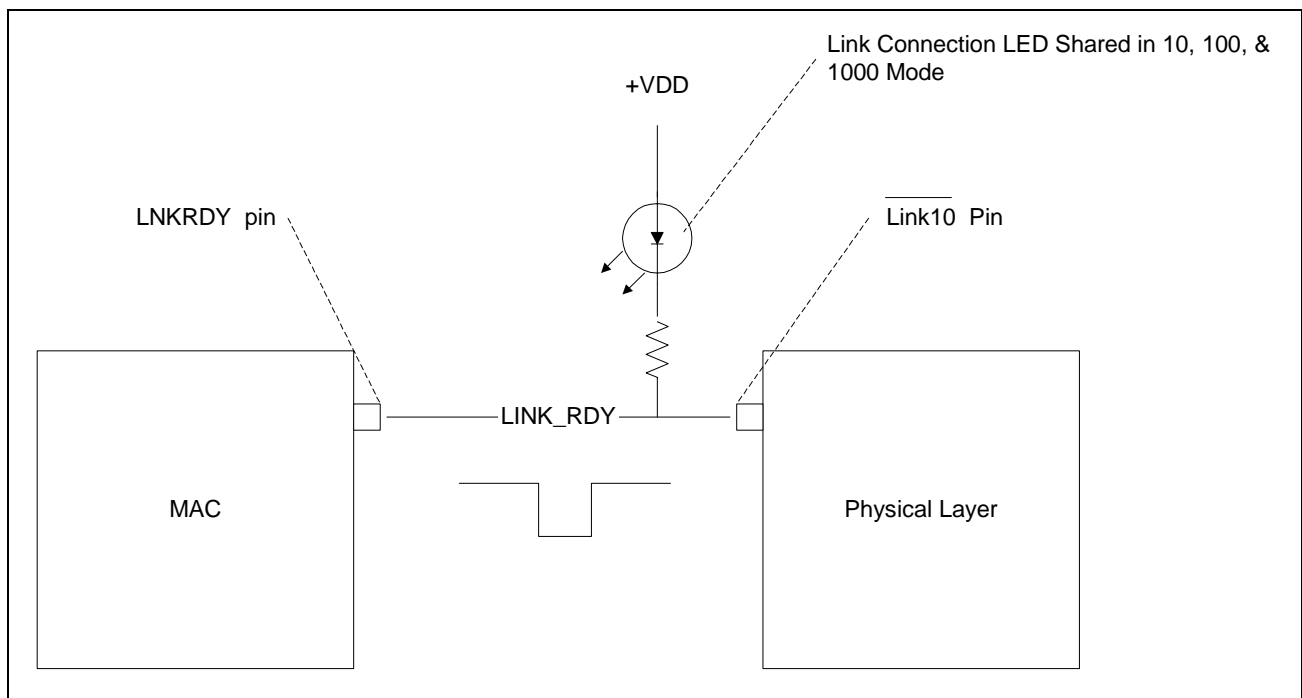 Link Connection LED Shared in 10, 100, &
1000 Mode
+VDD
LNKRDY pin
Link10 Pin
LINK_RDY
MAC
Physical Layer